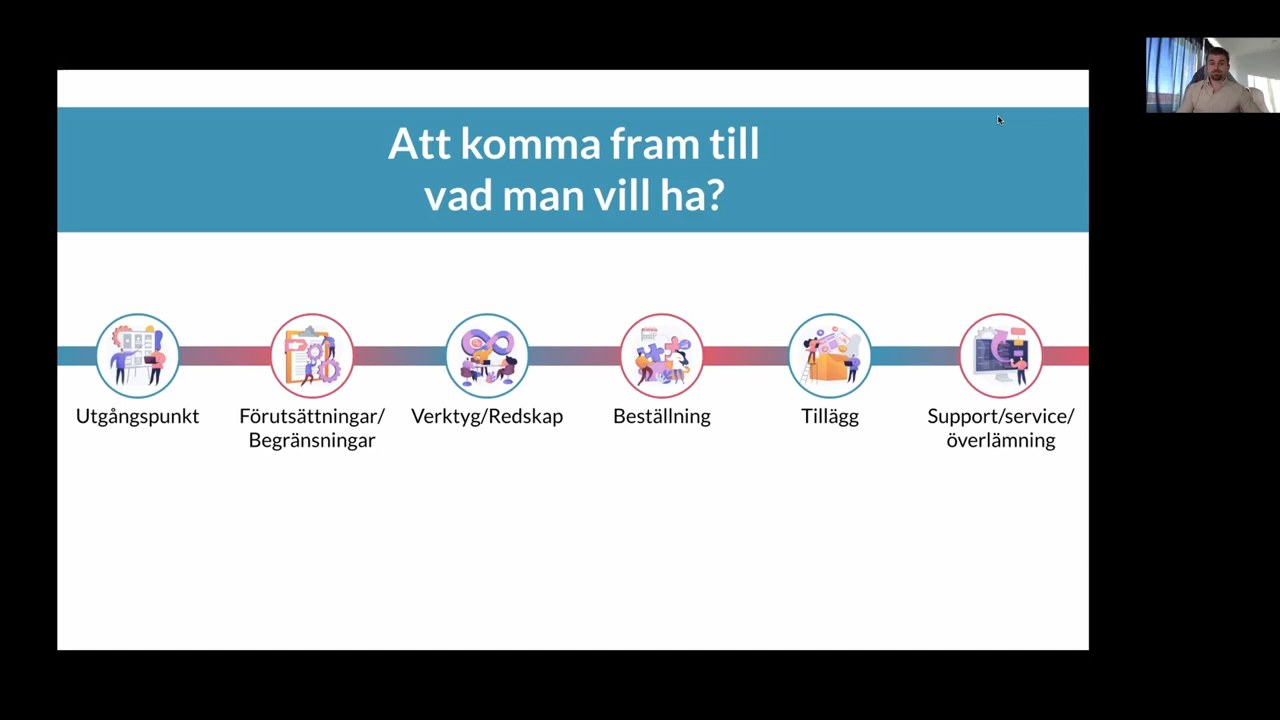 Att komma fram till
vad man vill ha?
Utgångspunkt
Förutsättningar/
Begränsningar
Verktyg/Redskap
Beställning
Tillägg
Support/service/
överlämning